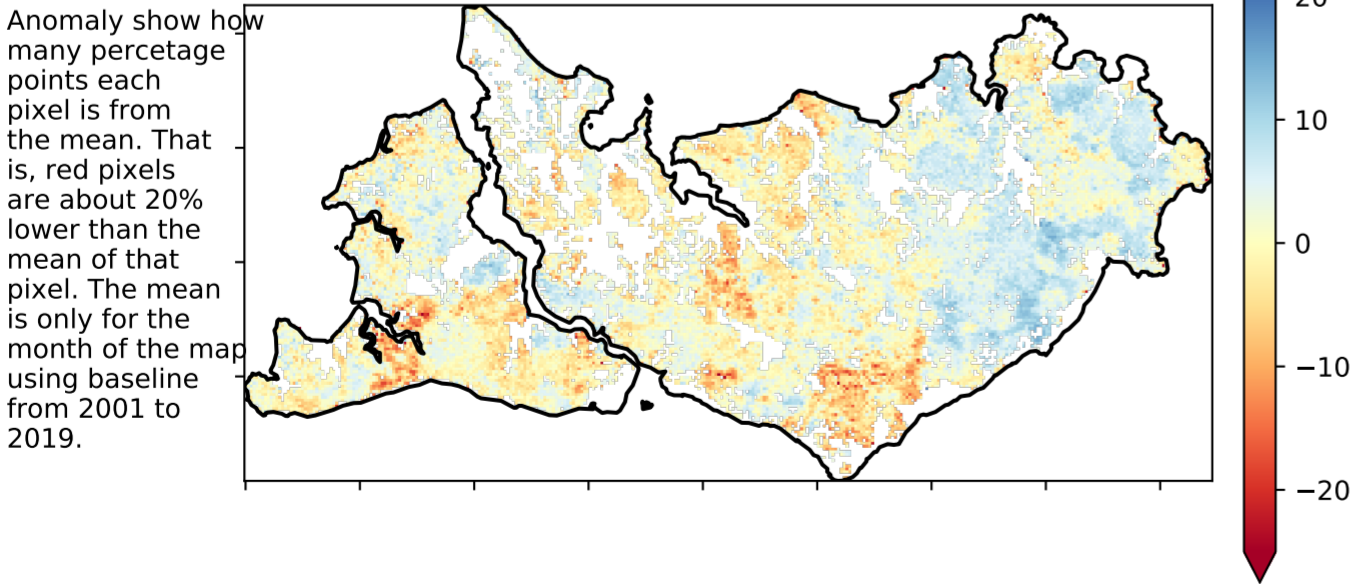 Anomaly show how
many percetage
points each
pixel is from
the mean. That
is, red pixels
are about 20%
lower than the
mean of that
pixel. The mean
is only for the
month of the map
using baseline
from 2001 to
2019.
20
10
0
−10
−20